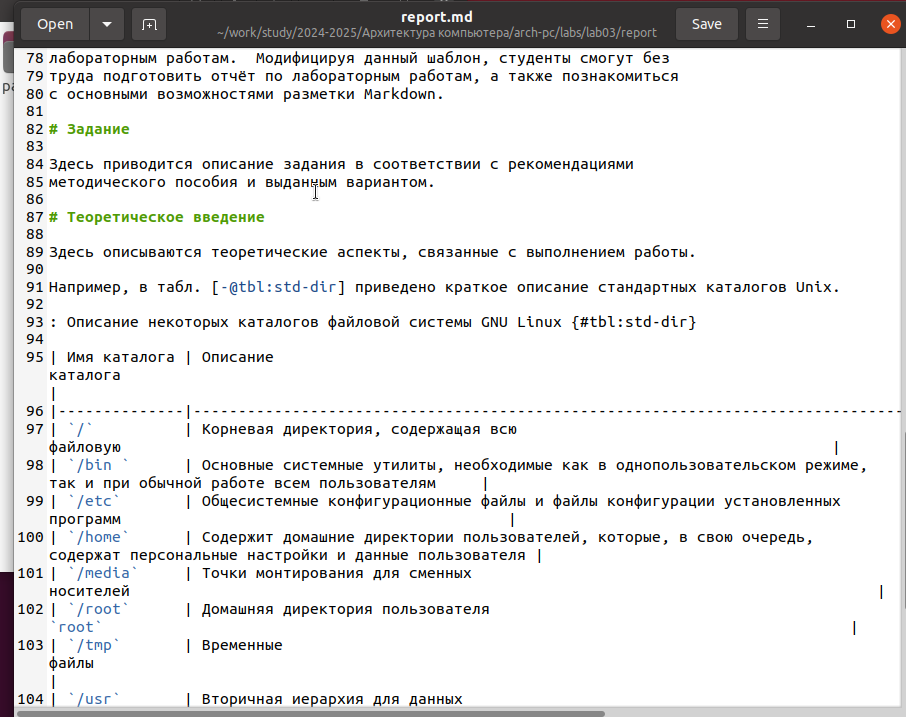 Open
report.md
~/work/study/2024-2025/Архитектура компьютера/arch-pc/labs/lab03/report
Save
78 лабораторным работам.  Модифицируя данный шаблон, студенты смогут без
79 труда подготовить отчёт по лабораторным работам, а также познакомиться
80 с основными возможностями разметки Markdown.
81
82 # Задание
83
84 Здесь приводится описание задания в соответствии с рекомендациями
85 методического пособия и выданным вариантом.
86
87 # Теоретическое введение
88
89 Здесь описываются теоретические аспекты, связанные с выполнением работы.
90
91 Например, в табл. [-@tbl:std-dir] приведено краткое описание стандартных каталогов Unix.
92
93 : Описание некоторых каталогов файловой системы GNU Linux {#tbl:std-dir}
94
95 | Имя каталога | Описание
каталога
|
96 |--------------|-------------------------------------------------------------------------------
97 | `/`          | Корневая директория, содержащая всю
файловую |
98 | `/bin `      | Основные системные утилиты, необходимые как в однопользовательском режиме,
так и при обычной работе всем пользователям |
99 | `/etc`       | Общесистемные конфигурационные файлы и файлы конфигурации установленных
программ |
100 | `/home`      | Содержит домашние директории пользователей, которые, в свою очередь,
содержат персональные настройки и данные пользователя |
101 | `/media`     | Точки монтирования для сменных
носителей |
102 | `/root`      | Домашняя директория пользователя
`root` |
103 | `/tmp`       | Временные
файлы
|
104 | `/usr`       | Вторичная иерархия для данных